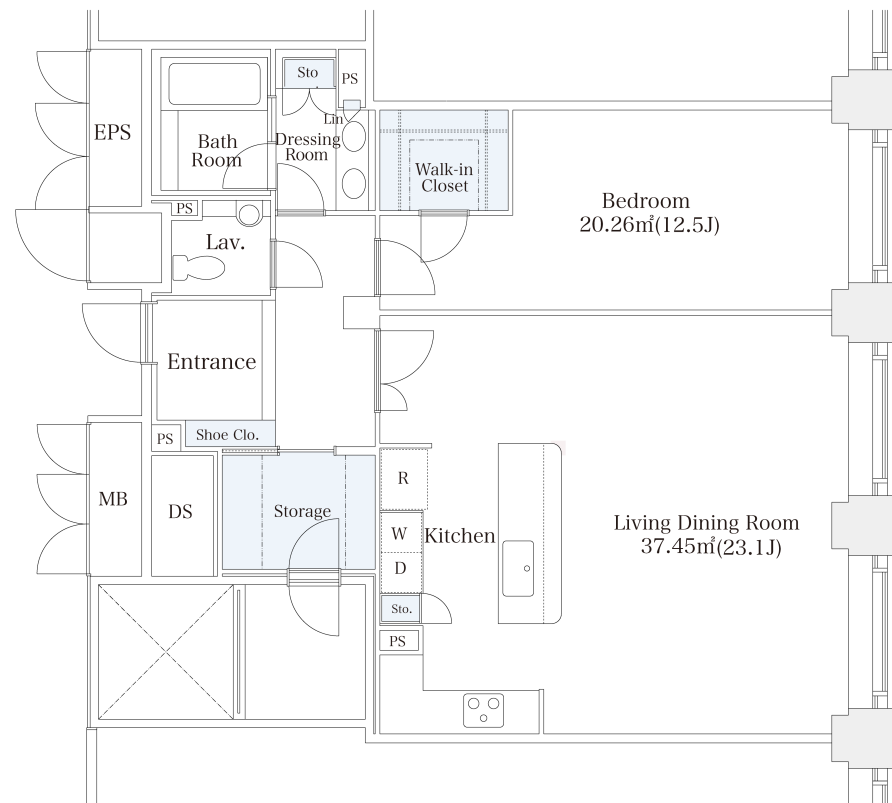 Sto
PS
EPS
Lin
Bath
Room
Dressing
Room
Walk-in
Closet
Bedroom
20.26㎡(12.5J)
PS
Lav.
Entrance
PS
Shoe Clo.
MB
DS
Storage
R
W
D
Kitchen
Living Dining Room
37.45㎡(23.1J)
Sto.
PS